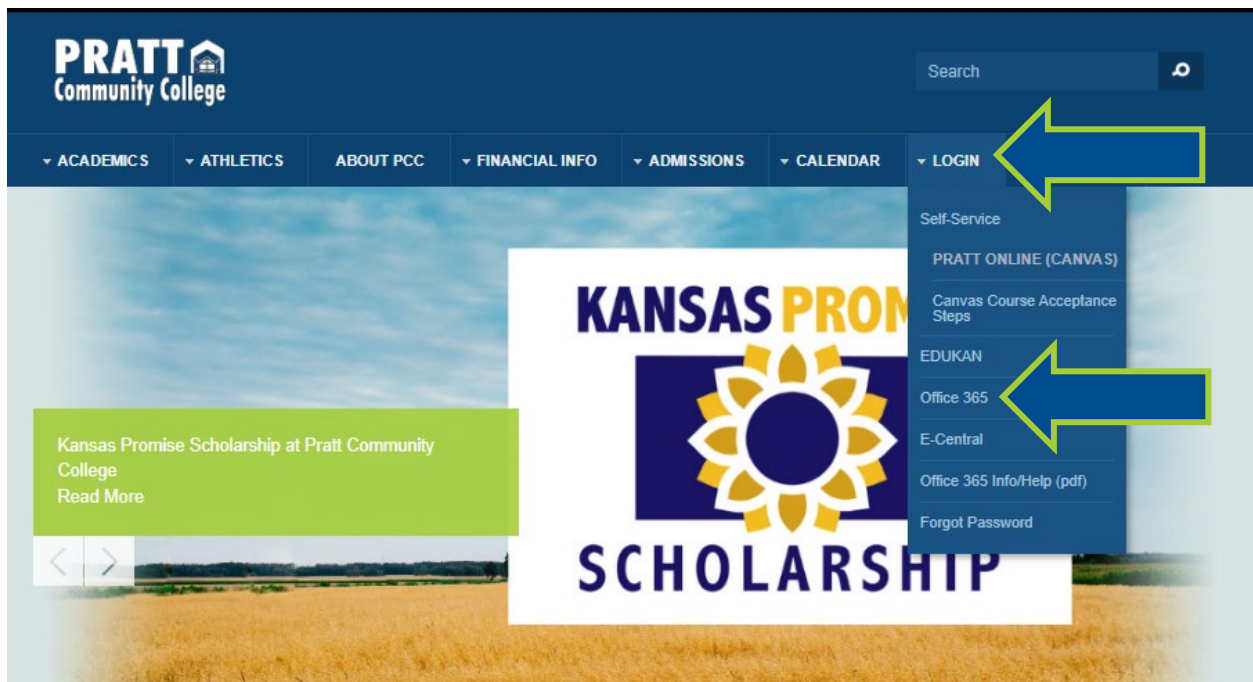 PRATT
Community College
Search
ACADEMICS
ATHLETICS
ABOUT PCC
FINANCIAL INFO
ADMISSIONS
CALENDAR
LOGIN
Self-Service
PRATT ONLINE (CANVAS)
Canvas Course Acceptance
Steps
EDUKAN
Office 365
E-Central
Office 365 Info/Help (pdf)
Forgot Password
KANSAS PROM
SCHOLARSHIP
Kansas Promise Scholarship at Pratt Community
College
Read More